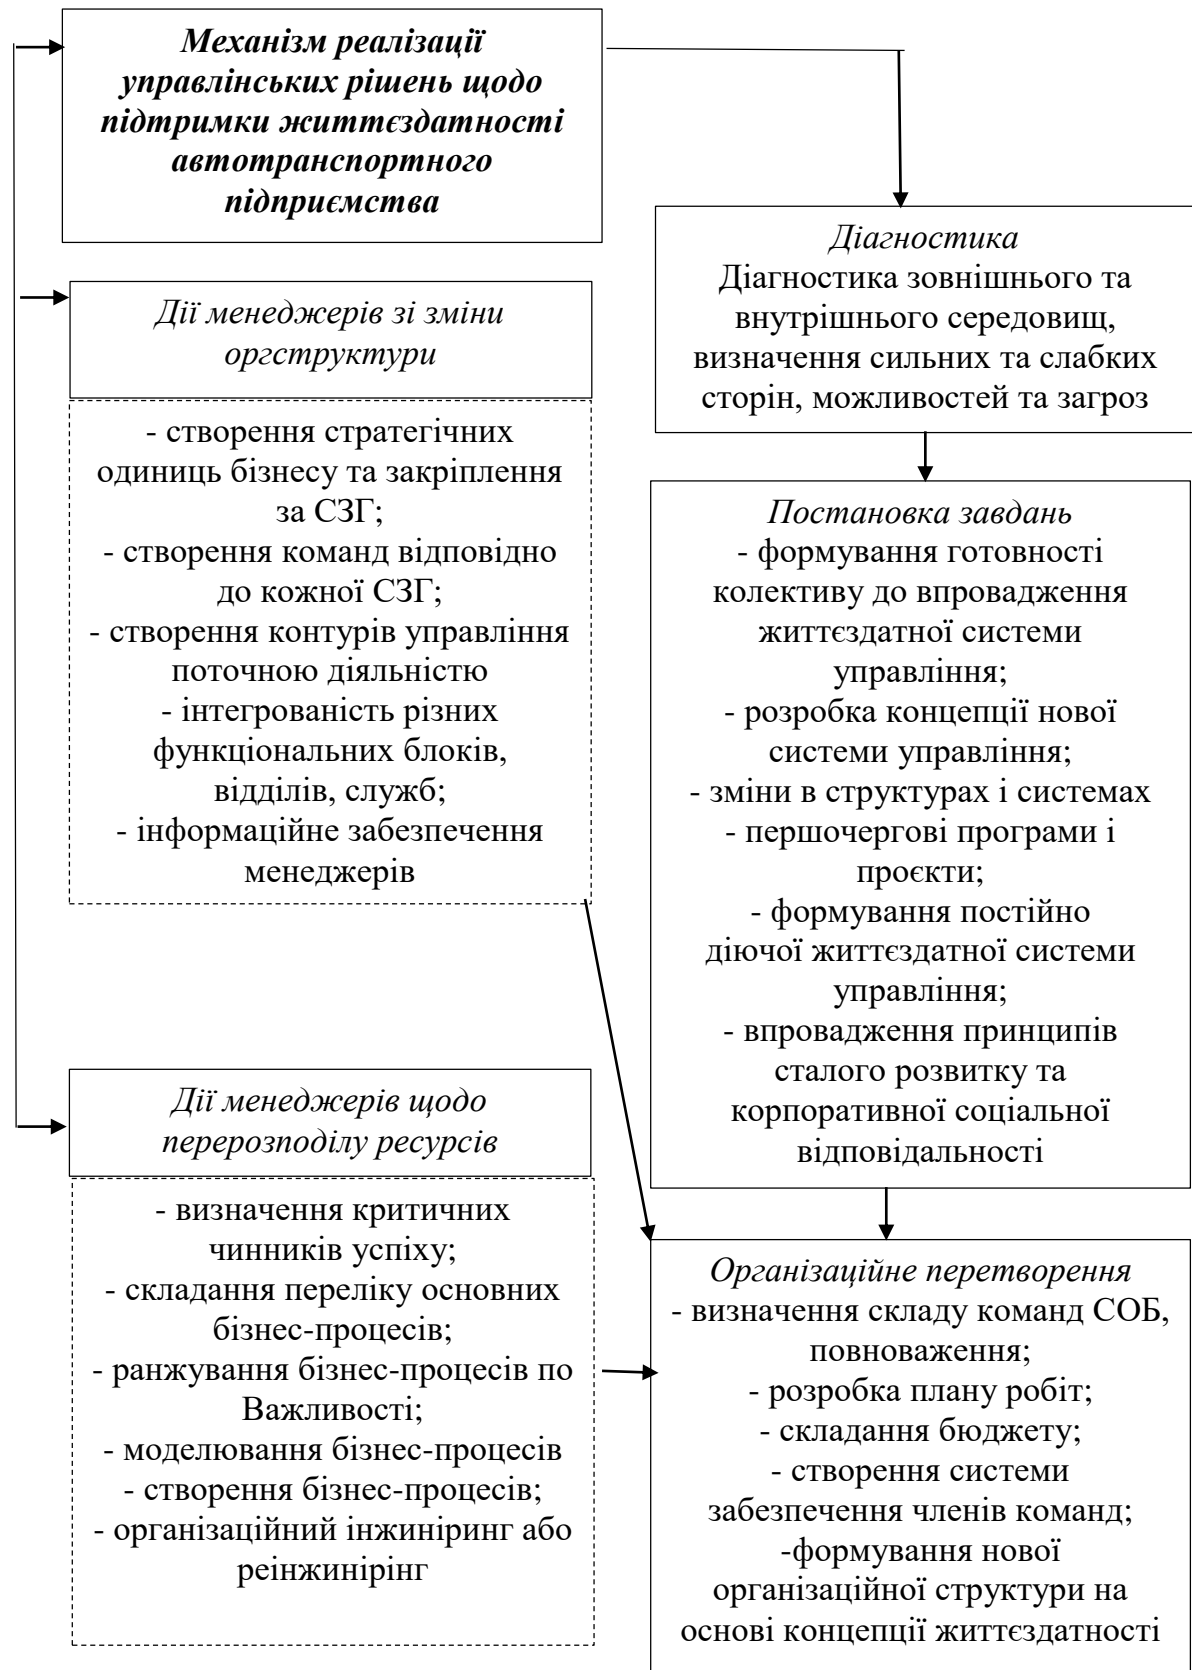 Механізм реалізації
управлінських рішень щодо
підтримки життєздатності
автотранспортного
підприємства
Дії менеджерів зі зміни
оргструктури
- створення стратегічних
одиниць бізнесу та закріплення
за СЗГ;
- створення команд відповідно
до кожної СЗГ;
- створення контурів управління
поточною діяльністю
- інтегрованість різних
функціональних блоків,
відділів, служб;
- інформаційне забезпечення
менеджерів
Дії менеджерів щодо
перерозподілу ресурсів
- визначення критичних
чинників успіху;
- складання переліку основних
бізнес-процесів;
- ранжування бізнес-процесів по
Важливості;
- моделювання бізнес-процесів
- створення бізнес-процесів;
- організаційний інжиніринг або
реінжинірінг
Діагностика
Діагностика зовнішнього та
внутрішнього середовищ,
визначення сильних та слабких
сторін, можливостей та загроз
Постановка завдань
- формування готовності
колективу до впровадження
життєздатної системи
управління;
- розробка концепції нової
системи управління;
- зміни в структурах і системах
- першочергові програми і
проєкти;
- формування постійно
діючої життєздатної системи
управління;
- впровадження принципів
сталого розвитку та
корпоративної соціальної
відповідальності
Організаційне перетворення
- визначення складу команд СОБ,
повноваження;
- розробка плану робіт;
- складання бюджету;
- створення системи
забезпечення членів команд;
-формування нової
організаційної структури на
основі концепції життєздатності